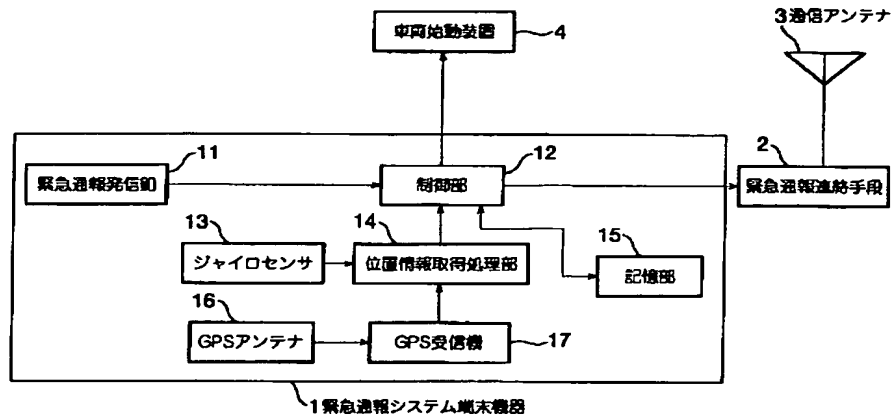 車両始動装置
4
3通信アンテナ
11
緊急通報発信釦
12
制御部
2
緊急通報連絡手段
13
ジャイロセンサ
14
位置情報取得処理部
15
記憶部
16
GPSアンテナ
GPS受信機
17
1緊急通報システム端末機器